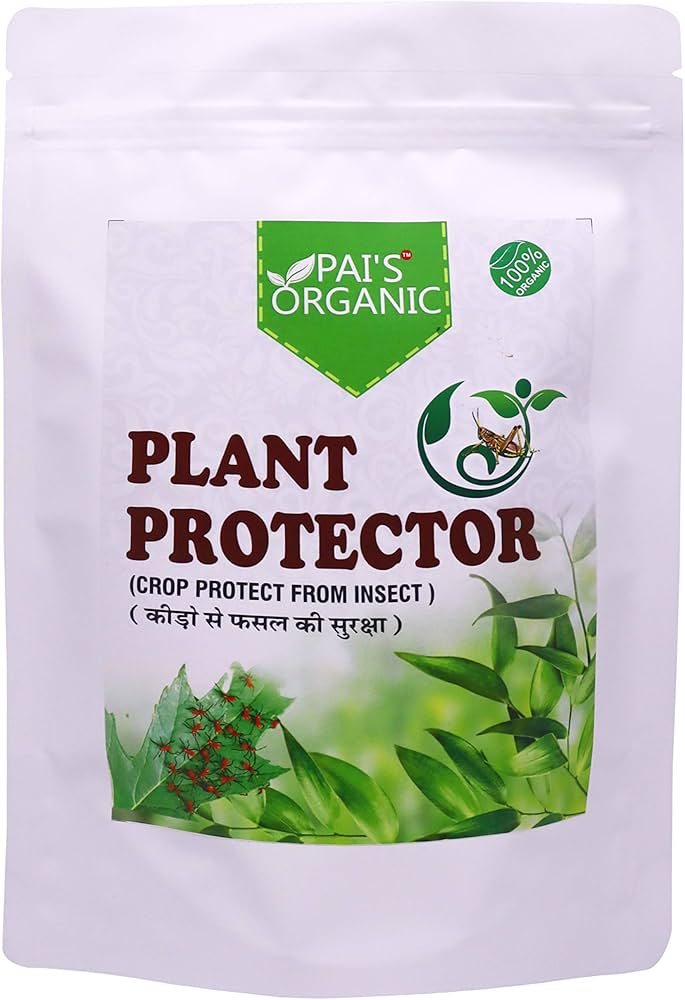 PAI'S™
ORGANIC
100%
ORGANIC
PLANT
PROTECTOR
(CROP PROTECT FROM INSECT )
( कीड़ो से फसल की सुरक्षा )